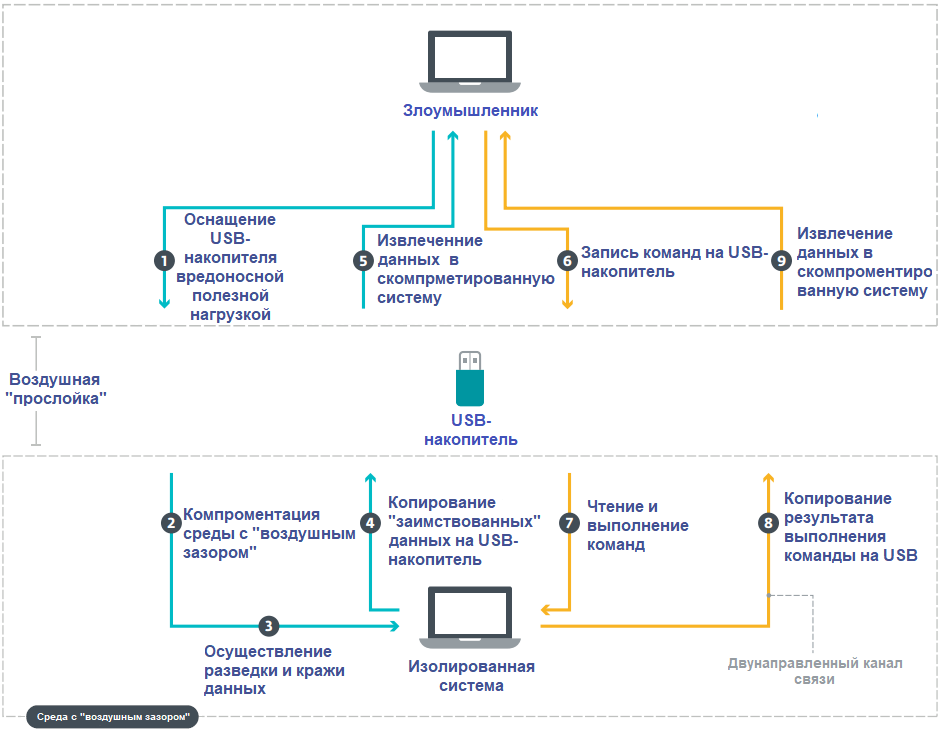 Злоумышленник
1
Оснащение
USB-
накопителя
вредоносной
полезной
нагрузкой
5
Извлеченние
данных в
скомпрметированную
систему
6
Запись команд на USB-
накопитель
9
Извлечение
данных в
скомпроментиро
ванную систему
Воздушная
"прослойка"
USB-
накопитель
2
Компроментация
среды с "воздушным
зазором"
3
Осуществление
разведки и кражи
данных
4
Копирование
"заимствованных"
данных на USB-
накопитель
7
Чтение и
выполнение
команд
8
Копирование
результата
выполнения
команды на USB
Изолированная
система
Двунаправленный канал
связи
Среда с "воздушным зазором"